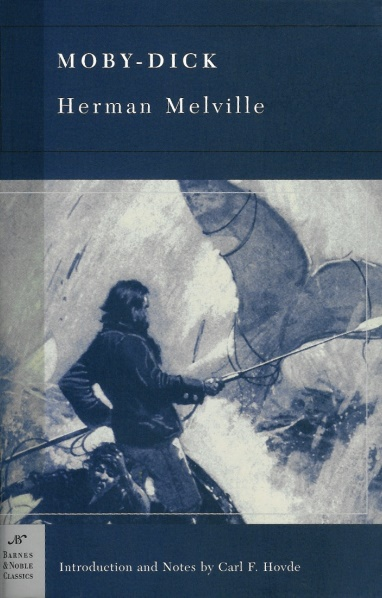 MOBY-DICK
Herman Melville
BARNES
& NOBLE
CLASSICS
Introduction and Notes by Carl F. Hovde